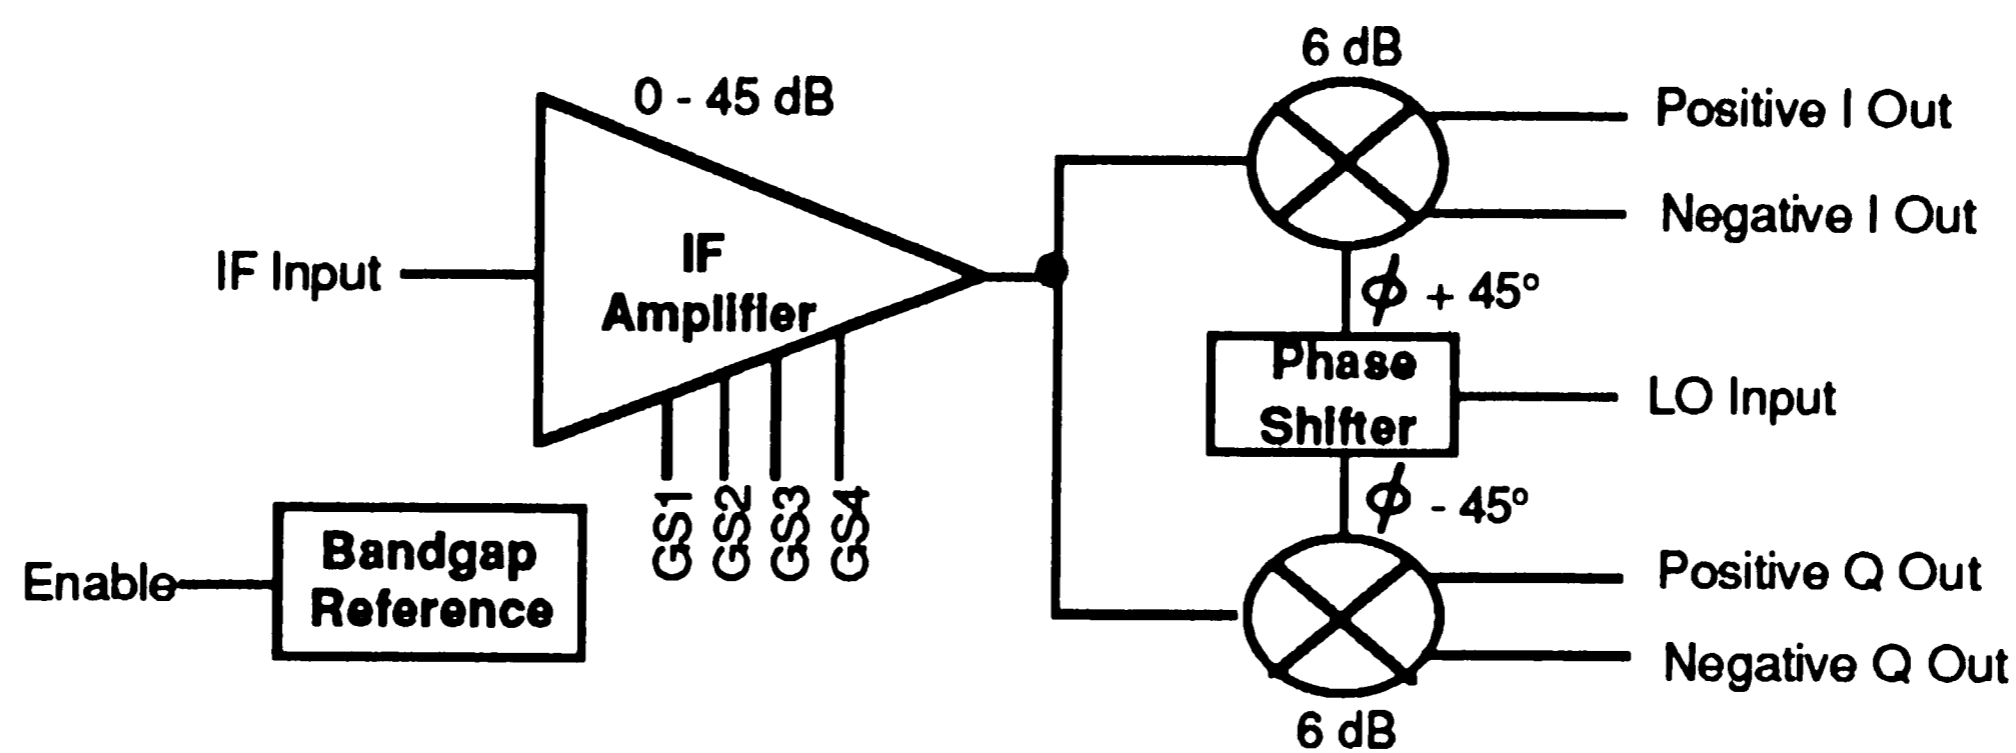 6 dB
0 - 45 dB
Positive I Out
Negative I Out
IF Input
IF
Amplifier
ϕ + 45°
Phase
Shifter
LO Input
GS1
GS2
GS3
GS4
ϕ - 45°
Enable
Bandgap
Reference
Positive Q Out
Negative Q Out
6 dB